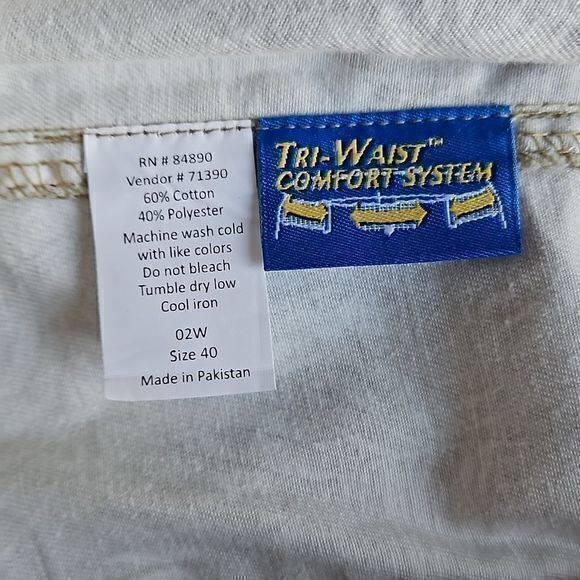 RN # 84890
Vendor # 71390
60% Cotton
40% Polyester
Machine wash cold
with like colors
Do not bleach
Tumble dry low
Cool iron
02W
Size 40
Made in Pakistan
TRI-WAIST™
COMFORT SYSTEM